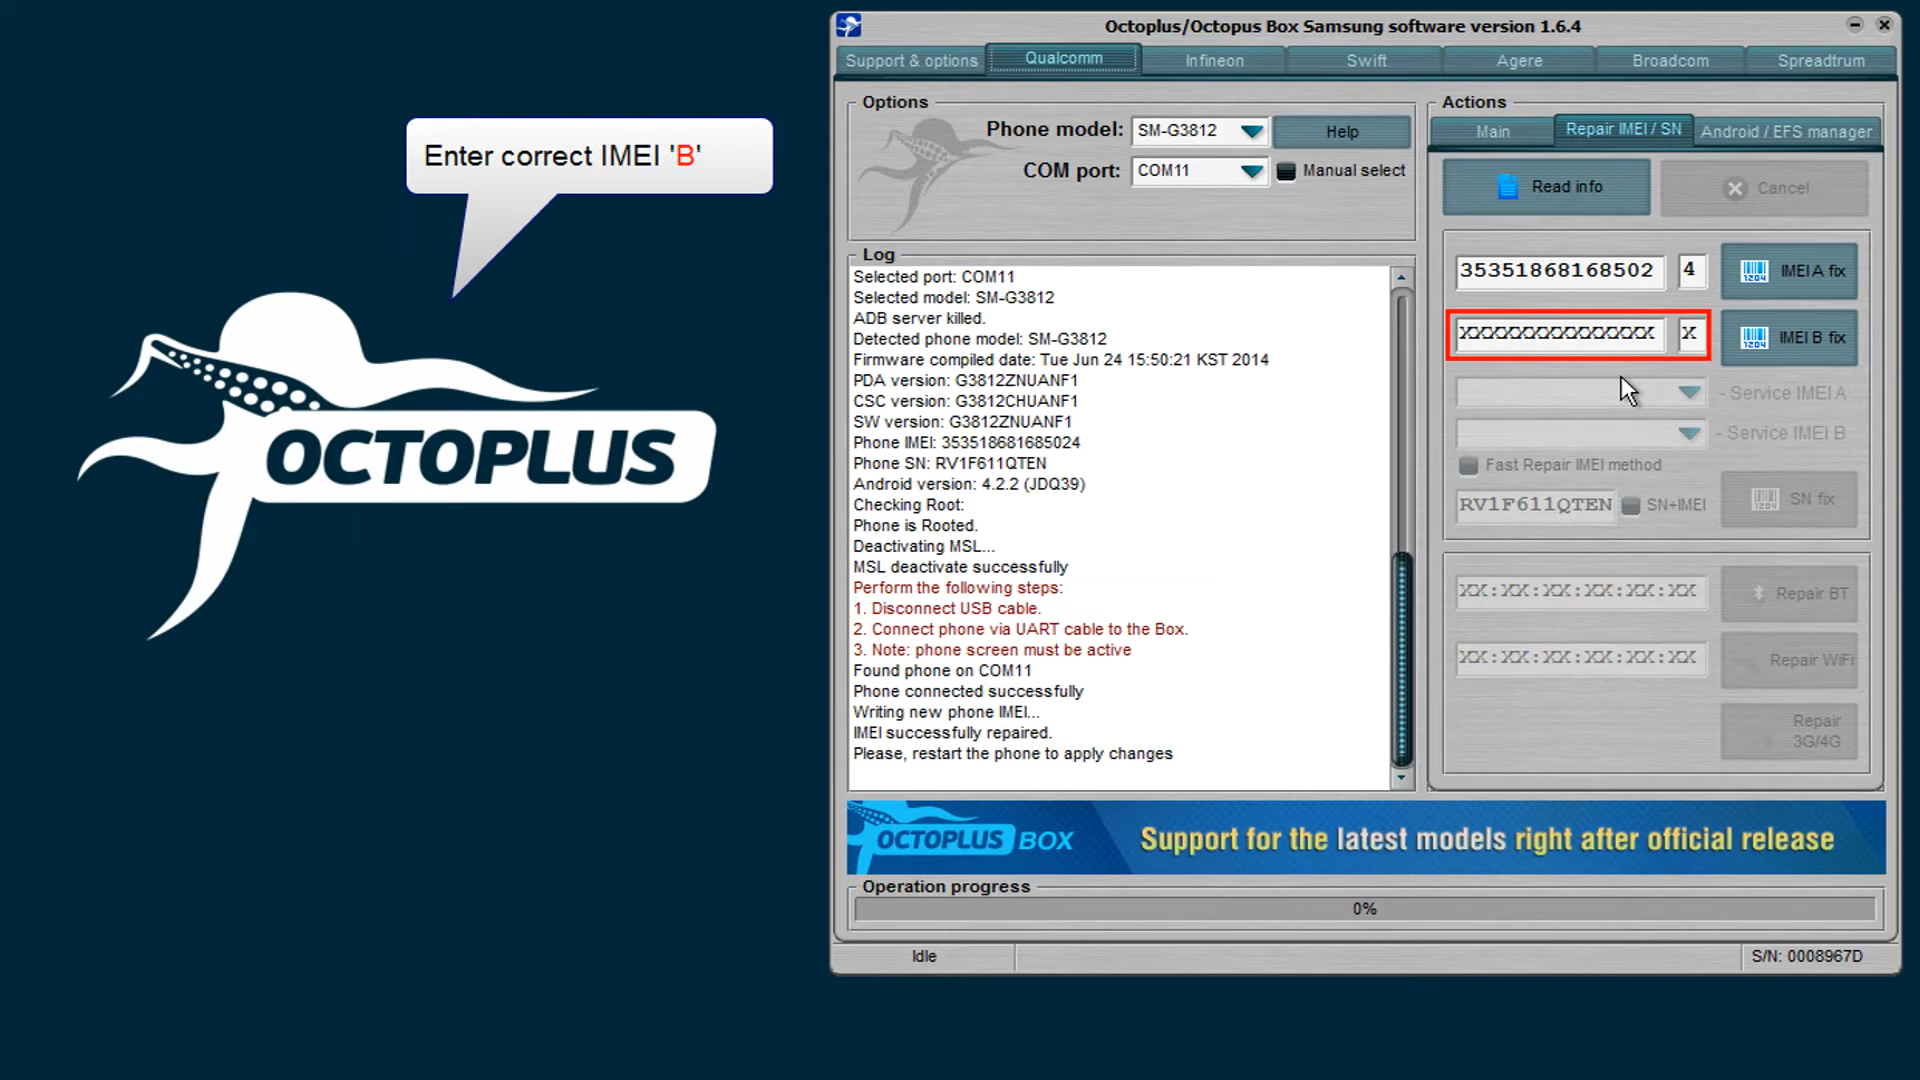 Enter correct IMEI 'B'
OCTOPLUS
Octoplus/Octopus Box Samsung software version 1.6.4
Support & options
Qualcomm
Infineon
Swift
Agere
Broadcom
Spreadtrum
Options
Phone model:
SM-G3812
Help
COM port:
COM11
Manual select
Log
Selected port: COM11
Selected model: SM-G3812
ADB server killed.
Detected phone model: SM-G3812
Firmware compiled date: Tue Jun 24 15:50:21 KST 2014
PDA version: G3812ZNUANF1
CSC version: G3812CHUANF1
SW version: G3812ZNUANF1
Phone IMEI: 353518681685024
Phone SN: RV1F611QTEN
Android version: 4.2.2 (JDQ39)
Checking Root:
Phone is Rooted.
Deactivating MSL...
MSL deactivate successfully
Perform the following steps:
1. Disconnect USB cable.
2. Connect phone via UART cable to the Box.
3. Note: phone screen must be active
Found phone on COM11
Phone connected successfully
Writing new phone IMEI...
IMEI successfully repaired.
Please, restart the phone to apply changes
Actions
Main
Repair IMEI / SN
Android / EFS manager
Read info
Cancel
35351868168502
4
1204
IMEI A fix
XXXXXXXXXXXXXX
X
1204
IMEI B fix
- Service IMEI A
- Service IMEI B
Fast Repair IMEI method
RV1F611QTEN
SN+IMEI
1204
SN fix
XX:XX:XX:XX:XX:XX
Repair BT
XX:XX:XX:XX:XX:XX
Repair WiFi
Repair
3G/4G
OCTOPLUS BOX
Support for the latest models right after official release
Operation progress
0%
Idle
S/N: 0008967D